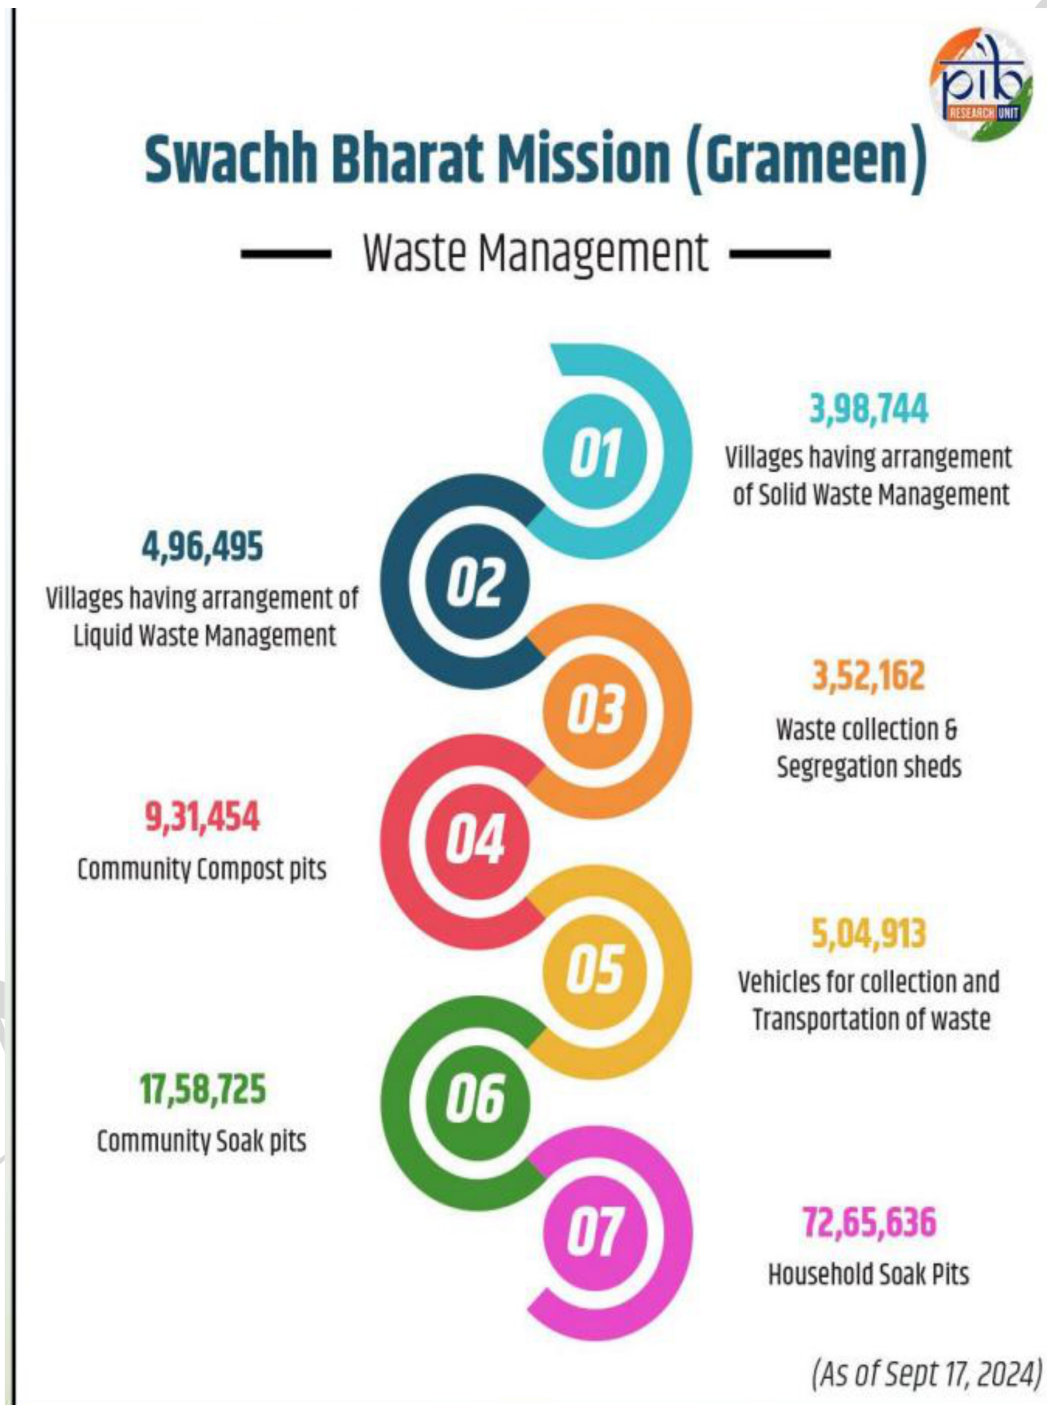 pib
RESEARCH UNIT
Swachh Bharat Mission (Grameen)
Waste Management
01
3,98,744
Villages having arrangement
of Solid Waste Management
02
4,96,495
Villages having arrangement of
Liquid Waste Management
03
3,52,162
Waste collection &
Segregation sheds
04
9,31,454
Community Compost pits
05
5,04,913
Vehicles for collection and
Transportation of waste
06
17,58,725
Community Soak pits
07
72,65,636
Household Soak Pits
(As of Sept 17, 2024)